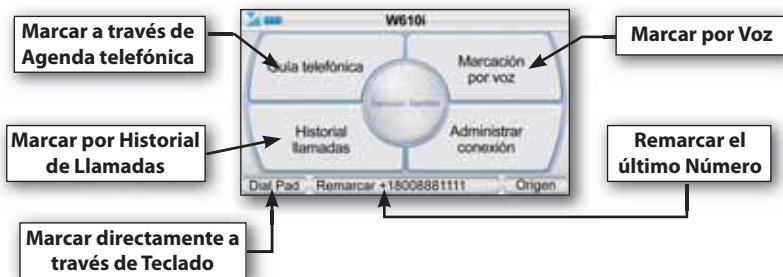 W610i
Marcar a través de
Agenda telefónica
Guía telefónica
Marcación
por voz
Marcar por Voz
Marcar por Historial
de Llamadas
Historial
llamadas
Administrar
conexión
Remarcar el
último Número
Dial Pad
Remarcar +18008881111
Origen
Marcar directamente a
través de Teclado